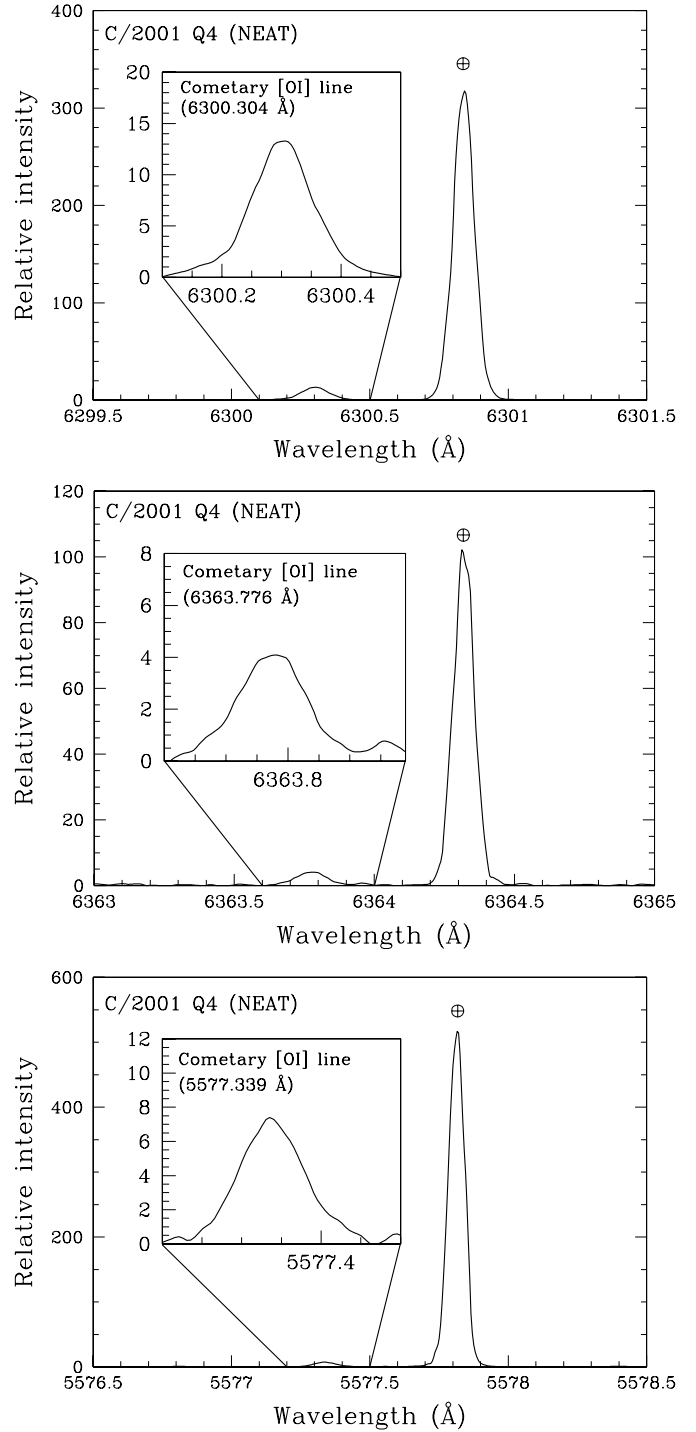 C/2001 Q4 (NEAT)
Cometary [OI] line
(6300.304 Å)
20
15
10
5
0
6300.2 6300.4
400
300
200
100
0
Relative intensity
6299.5 6300 6300.5 6301 6301.5
Wavelength (Å)
C/2001 Q4 (NEAT)
Cometary [OI] line
(6363.776 Å)
8
6
4
2
0
6363.8
120
100
80
60
40
20
0
Relative intensity
6363 6363.5 6364 6364.5 6365
Wavelength (Å)
C/2001 Q4 (NEAT)
Cometary [OI] line
(5577.339 Å)
12
10
8
6
4
2
0
5577.4
600
400
200
0
Relative intensity
5576.5 5577 5577.5 5578 5578.5
Wavelength (Å)